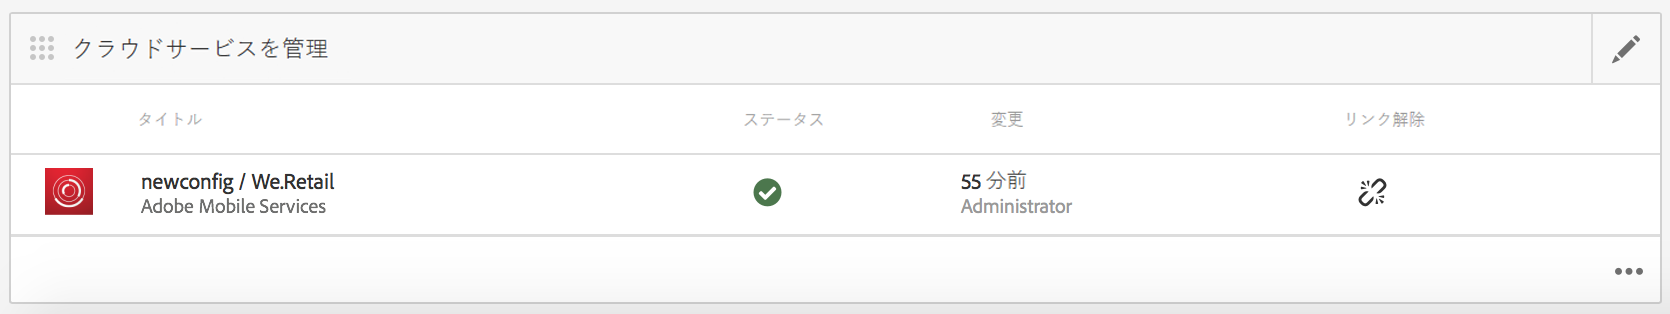 クラウドサービスを管理
タイトル ステータス 変更 リンク解除
newconfig / We.Retail 55 分前
Adobe Mobile Services Administrator